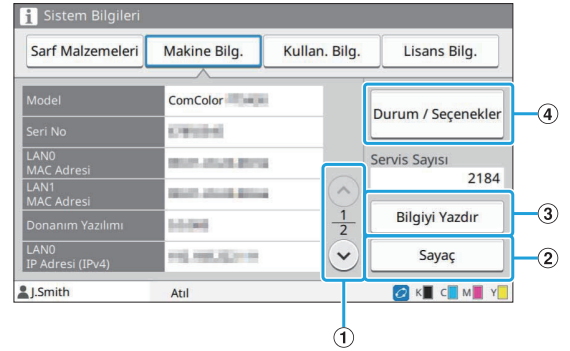 i Sistem Bilgileri
Sarf Malzemeleri Makine Bilg. Kullan. Bilg. Lisans Bilg.
Model ComColor
Seri No
LAN0
MAC Adresi
LAN1
MAC Adresi
Donanım Yazılımı
LAN0
IP Adresi (IPv4)
1
2
Durum / Seçenekler
Servis Sayısı
2184
Bilgiyi Yazdır
Sayaç
J.Smith Atıl K C M Y
4
3
2
1